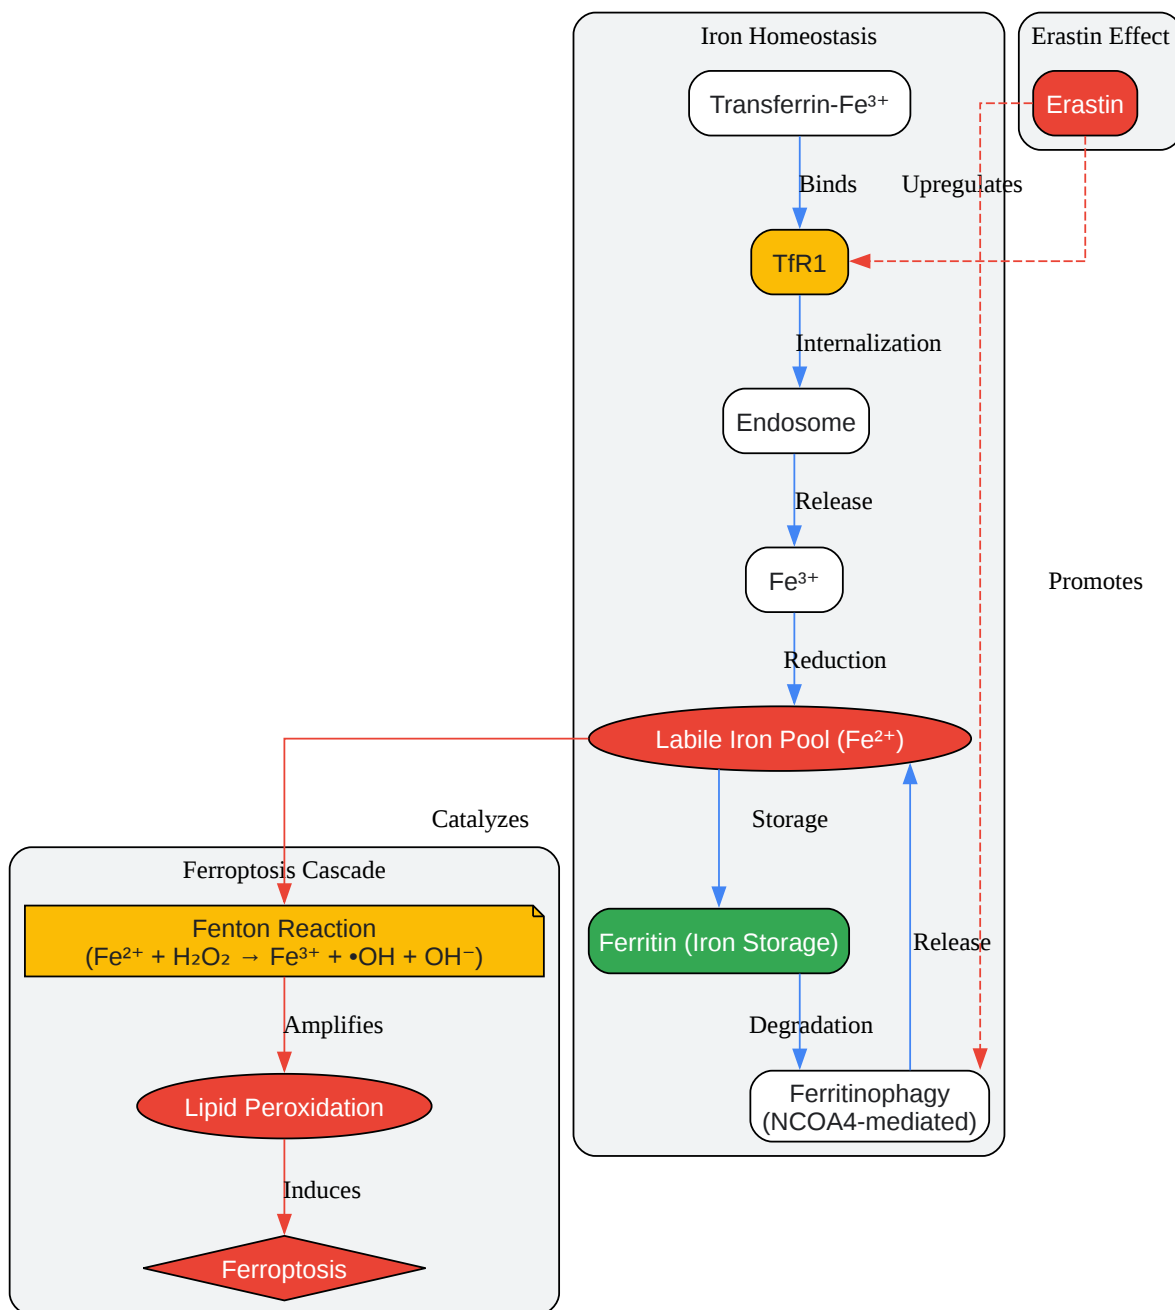 Iron Homeostasis
Erastin Effect
Transferrin-Fe³⁺
Erastin
Binds
Upregulates
TfR1
Internalization
Endosome
Release
Fe³⁺
Promotes
Reduction
Labile Iron Pool (Fe²⁺)
Catalyzes
Storage
Ferroptosis Cascade
Fenton Reaction
(Fe²⁺ + H₂O₂ → Fe³⁺ + •OH + OH⁻)
Ferritin (Iron Storage)
Release
Amplifies
Degradation
Lipid Peroxidation
Ferritinophagy
(NCOA4-mediated)
Induces
Ferroptosis